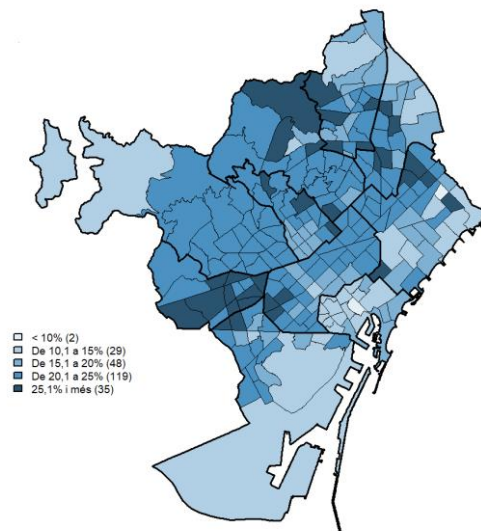 < 10% (2)
De 10,1 a 15% (29)
De 15,1 a 20% (48)
De 20,1 a 25% (119)
25,1% i més (35)